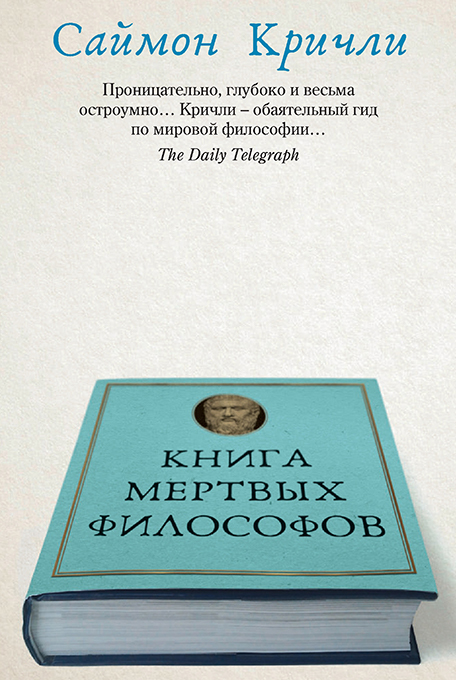 Саймон Кричли
Проницательно, глубоко и весьма
остроумно… Кричли – обаятельный гид
по мировой философии…
The Daily Telegraph
КНИГА
МЕРТВЫХ
ФИЛОСОФОВ